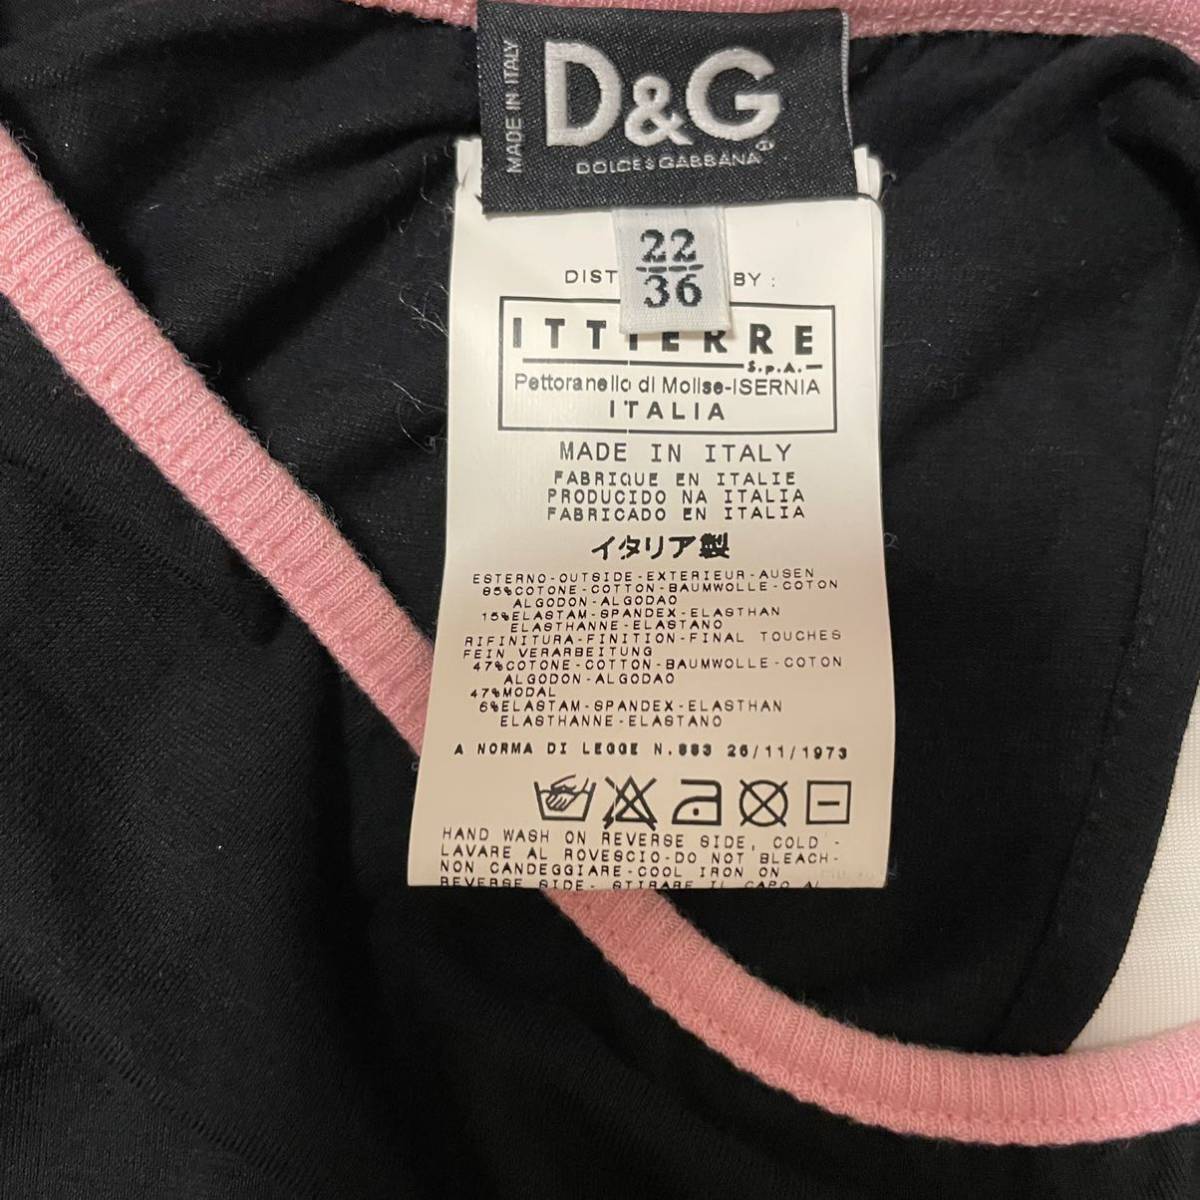 MADE IN ITALY
D&G
DOLCE & GABBANA
22
36
DIST BY :
ITTIERRE
S.p.A.
Pettoranello di Molise-ISERNIA
ITALIA
MADE IN ITALY
FABRIQUE EN ITALIE
PRODUCIDO NA ITALIA
FABRICADO EN ITALIA
イタリア製
ESTERNO-OUTSIDE-EXTERIEUR-AUSEN
85%COTONE-COTTON-BAUMWOLLE-COTON
ALGODON-ALGODAO
15%ELASTAM-SPANDEX-ELASTHAN
ELASTHANNE-ELASTANO
RIFINITURA-FINITION-FINAL TOUCHES
FEIN VERARBEITUNG
47%COTONE-COTTON-BAUMWOLLE-COTON
ALGODON-ALGODAO
47%MODAL
6%ELASTAM-SPANDEX-ELASTHAN
ELASTHANNE-ELASTANO
A NORMA DI LEGGE N.883 26/11/1973
HAND WASH ON REVERSE SIDE, COLD -
LAVARE AL ROVESCIO-DO NOT BLEACH-
NON CANDEGGIARE-COOL IRON ON
REVERSE SIDE- STIRARE IL CAPO AL